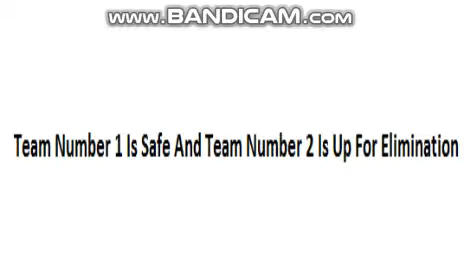 www.BANDICAM.com
Team Number 1 Is Safe And Team Number 2 Is Up For Elimination